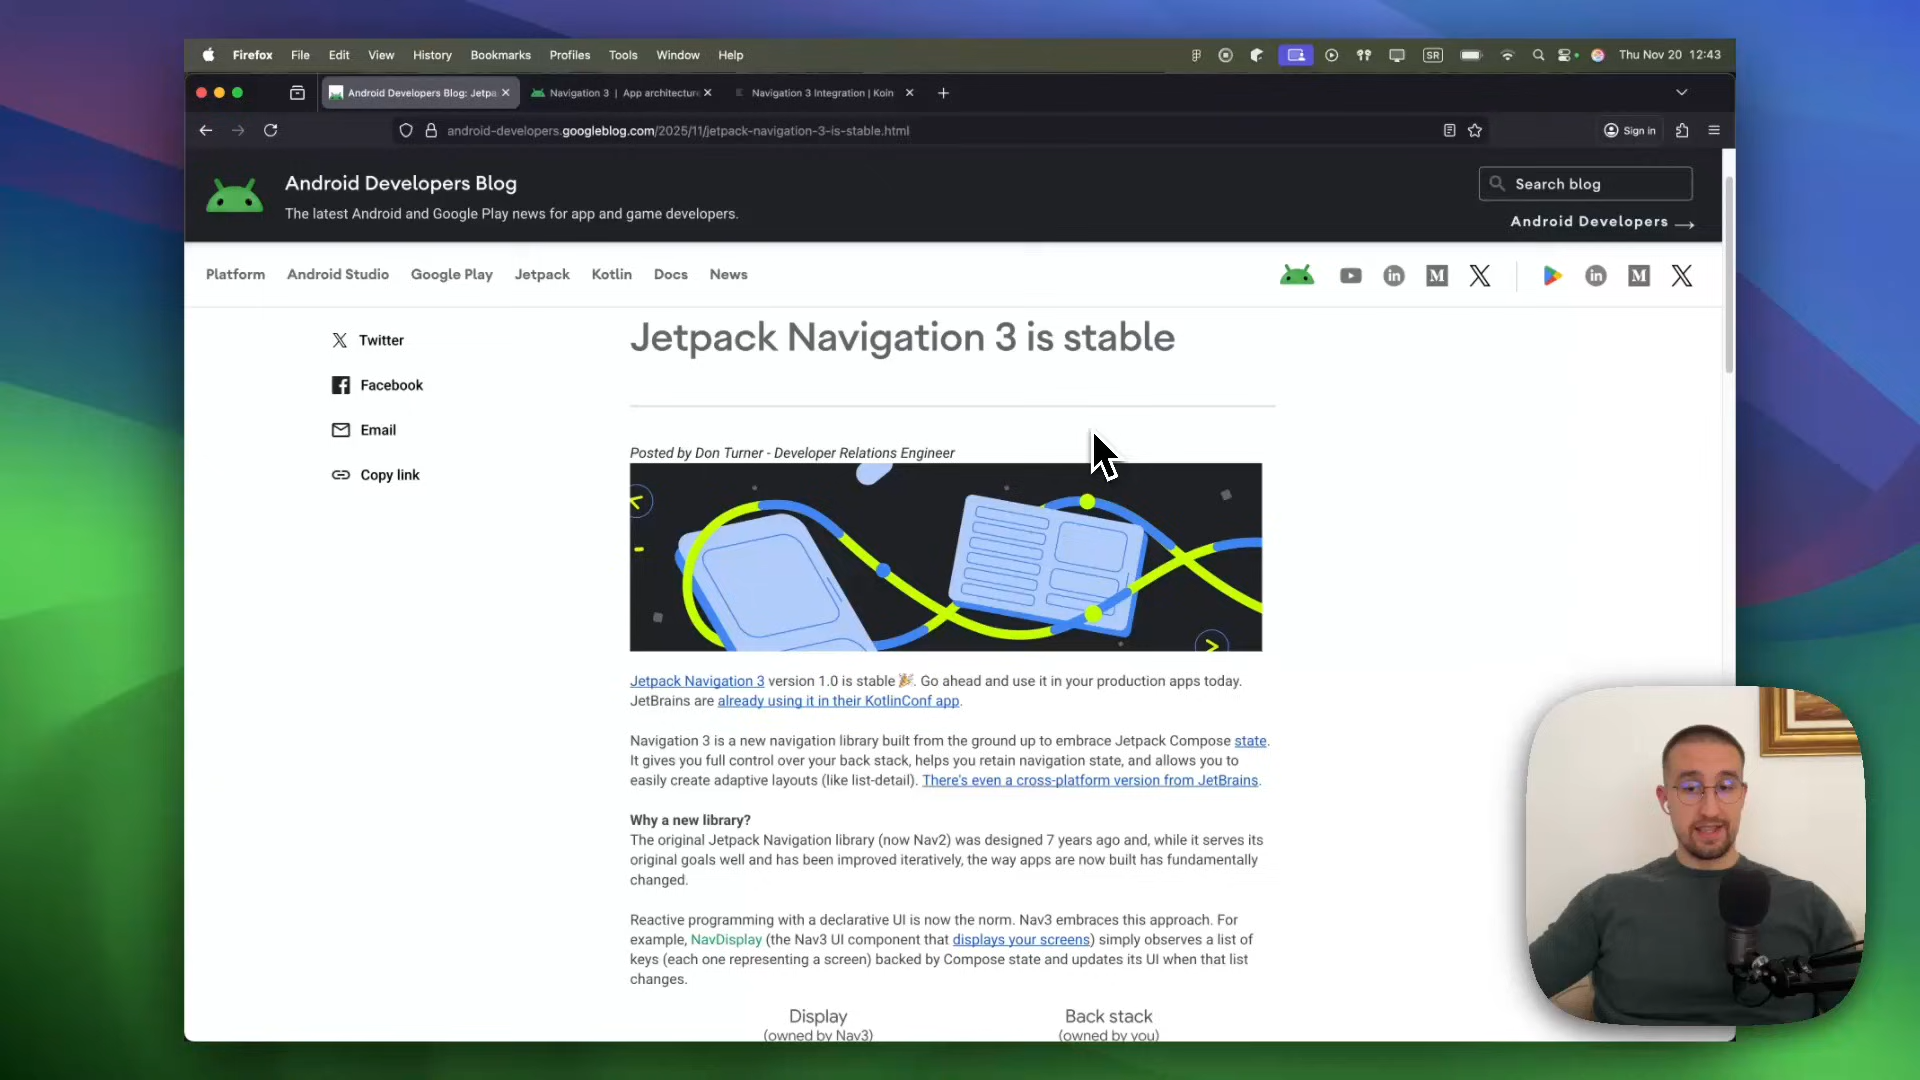 Firefox File Edit View History Bookmarks Profiles Tools Window Help
SR Thu Nov 20 12:43
Android Developers Blog: Jetpa
Navigation 3 | App architecture
Navigation 3 Integration | Koin
android-developers.googleblog.com/2025/11/jetpack-navigation-3-is-stable.html
Sign in
Android Developers Blog
The latest Android and Google Play news for app and game developers.
Search blog
Android Developers
Platform Android Studio Google Play Jetpack Kotlin Docs News
Twitter
Facebook
Email
Copy link
Jetpack Navigation 3 is stable
Posted by Don Turner - Developer Relations Engineer
Jetpack Navigation 3 version 1.0 is stable 🎉. Go ahead and use it in your production apps today.
JetBrains are already using it in their KotlinConf app.
Navigation 3 is a new navigation library built from the ground up to embrace Jetpack Compose state.
It gives you full control over your back stack, helps you retain navigation state, and allows you to
easily create adaptive layouts (like list-detail). There's even a cross-platform version from JetBrains.
Why a new library?
The original Jetpack Navigation library (now Nav2) was designed 7 years ago and, while it serves its
original goals well and has been improved iteratively, the way apps are now built has fundamentally
changed.
Reactive programming with a declarative UI is now the norm. Nav3 embraces this approach. For
example, NavDisplay (the Nav3 UI component that displays your screens) simply observes a list of
keys (each one representing a screen) backed by Compose state and updates its UI when that list
changes.
Display
(owned by Nav3)
Back stack
(owned by you)